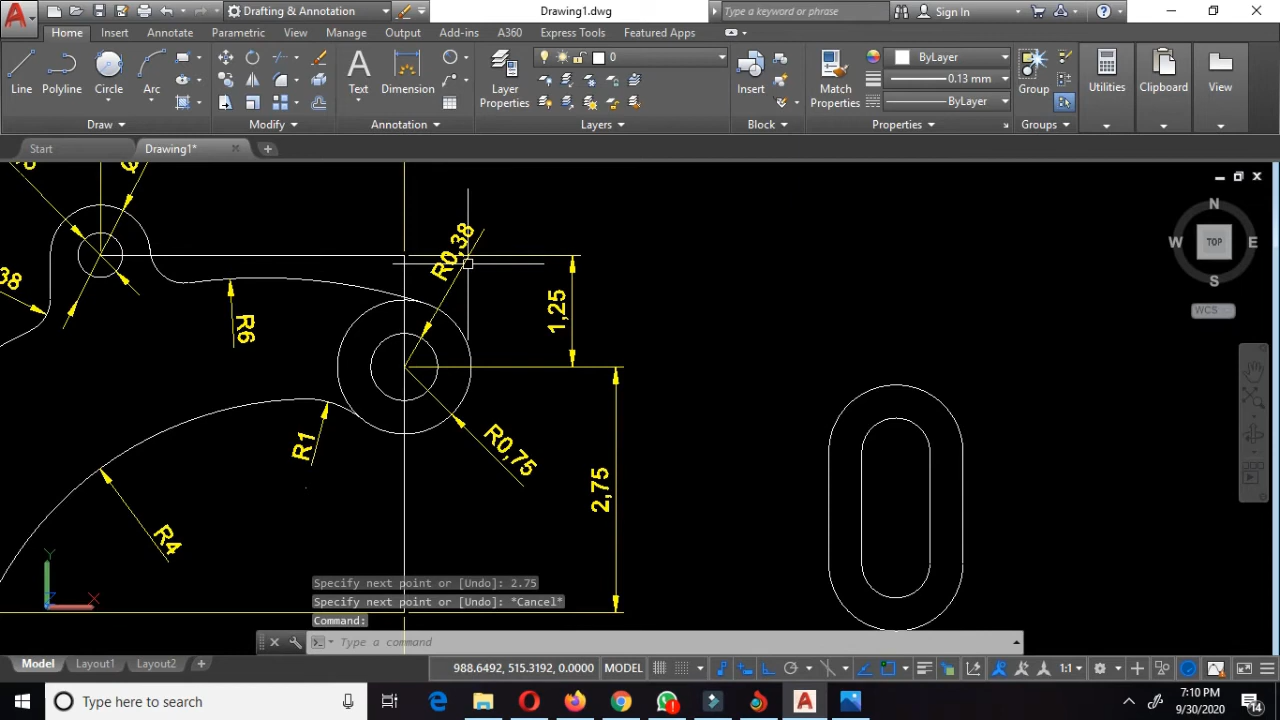 Drafting & Annotation
Drawing1.dwg
Type a keyword or phrase
Sign In
Home
Insert
Annotate
Parametric
View
Manage
Output
Add-ins
A360
Express Tools
Featured Apps
Line
Polyline
Circle
Arc
Text
Dimension
Layer
Properties
0
Insert
Match
Properties
ByLayer
0.13 mm
ByLayer
Group
Utilities
Clipboard
View
Draw
Modify
Annotation
Layers
Block
Properties
Groups
Start
Drawing1*
R0,38
38
R6
1,25
R1
R0,75
2,75
R4
N
W
TOP
E
S
WCS
Y
X
Specify next point or [Undo]: 2.75
Specify next point or [Undo]: *Cancel*
Command:
Type a command
Model
Layout1
Layout2
988.6492, 515.3192, 0.0000
MODEL
1:1
Type here to search
7:10 PM
9/30/2020
14